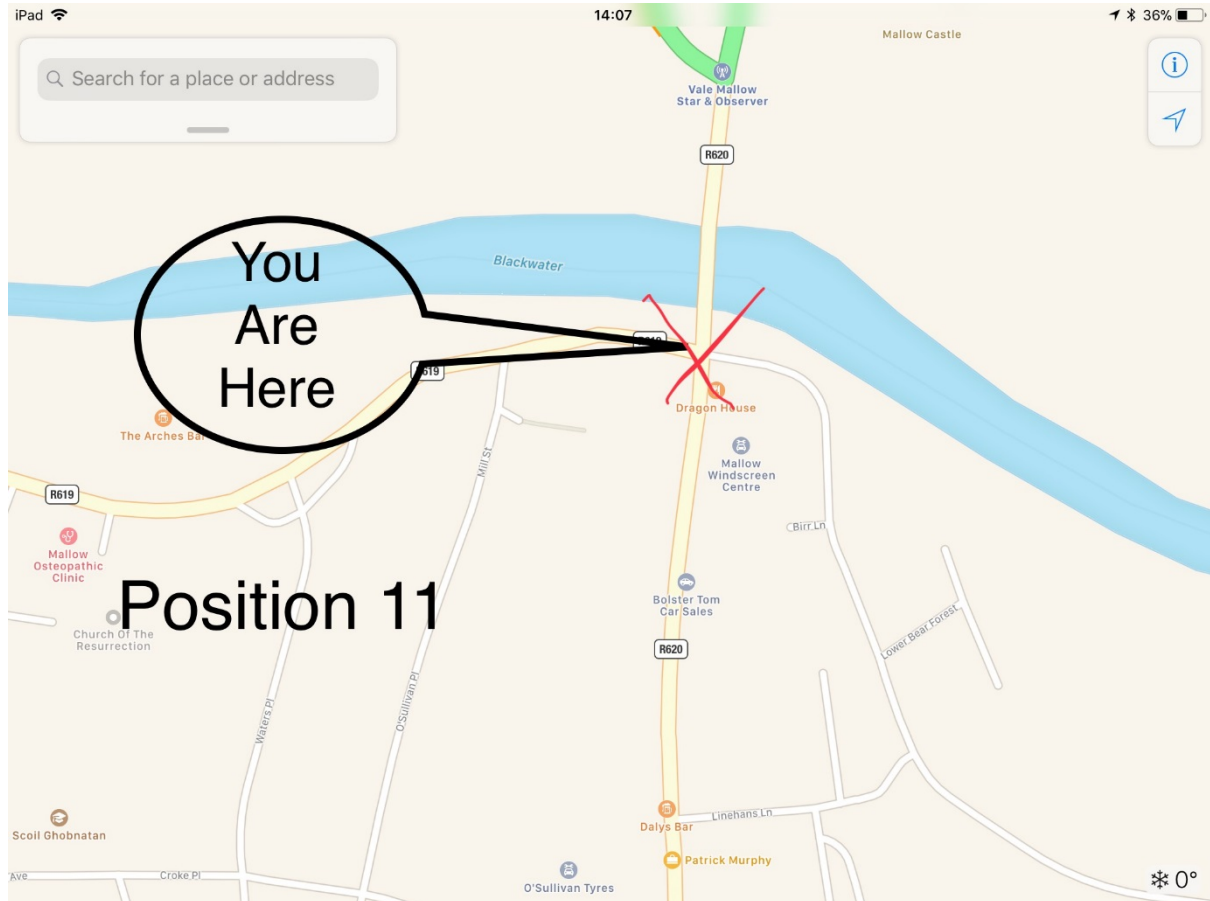 iPad
14:07
36%
Mallow Castle
Search for a place or address
Vale Mallow
Star & Observer
R620
Blackwater
You
Are
Here
R619
R619
Dragon House
The Arches Bar
Mallow
Windscreen
Centre
Mill St
R619
Birr Ln
Mallow
Osteopathic
Clinic
Position 11
Bolster Tom
Car Sales
Church Of The
Resurrection
R620
Lower Bear Forest
O'Sullivan Pl
Waters Pl
Linehans Ln
Dalys Bar
Scoil Ghobnatan
Patrick Murphy
Ave
Croke Pl
O'Sullivan Tyres
0°